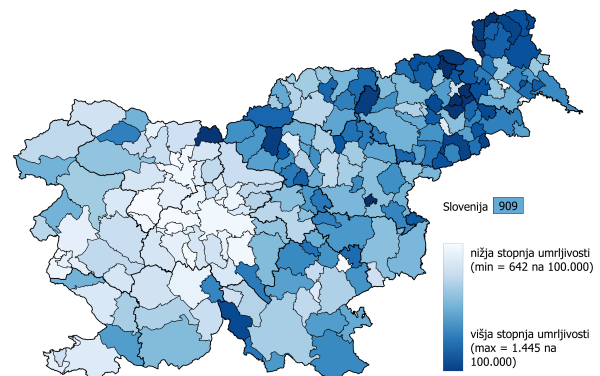 Slovenija 909
nižja stopnja umrljivosti
(min = 642 na 100.000)
višja stopnja umrljivosti
(max = 1.445 na
100.000)